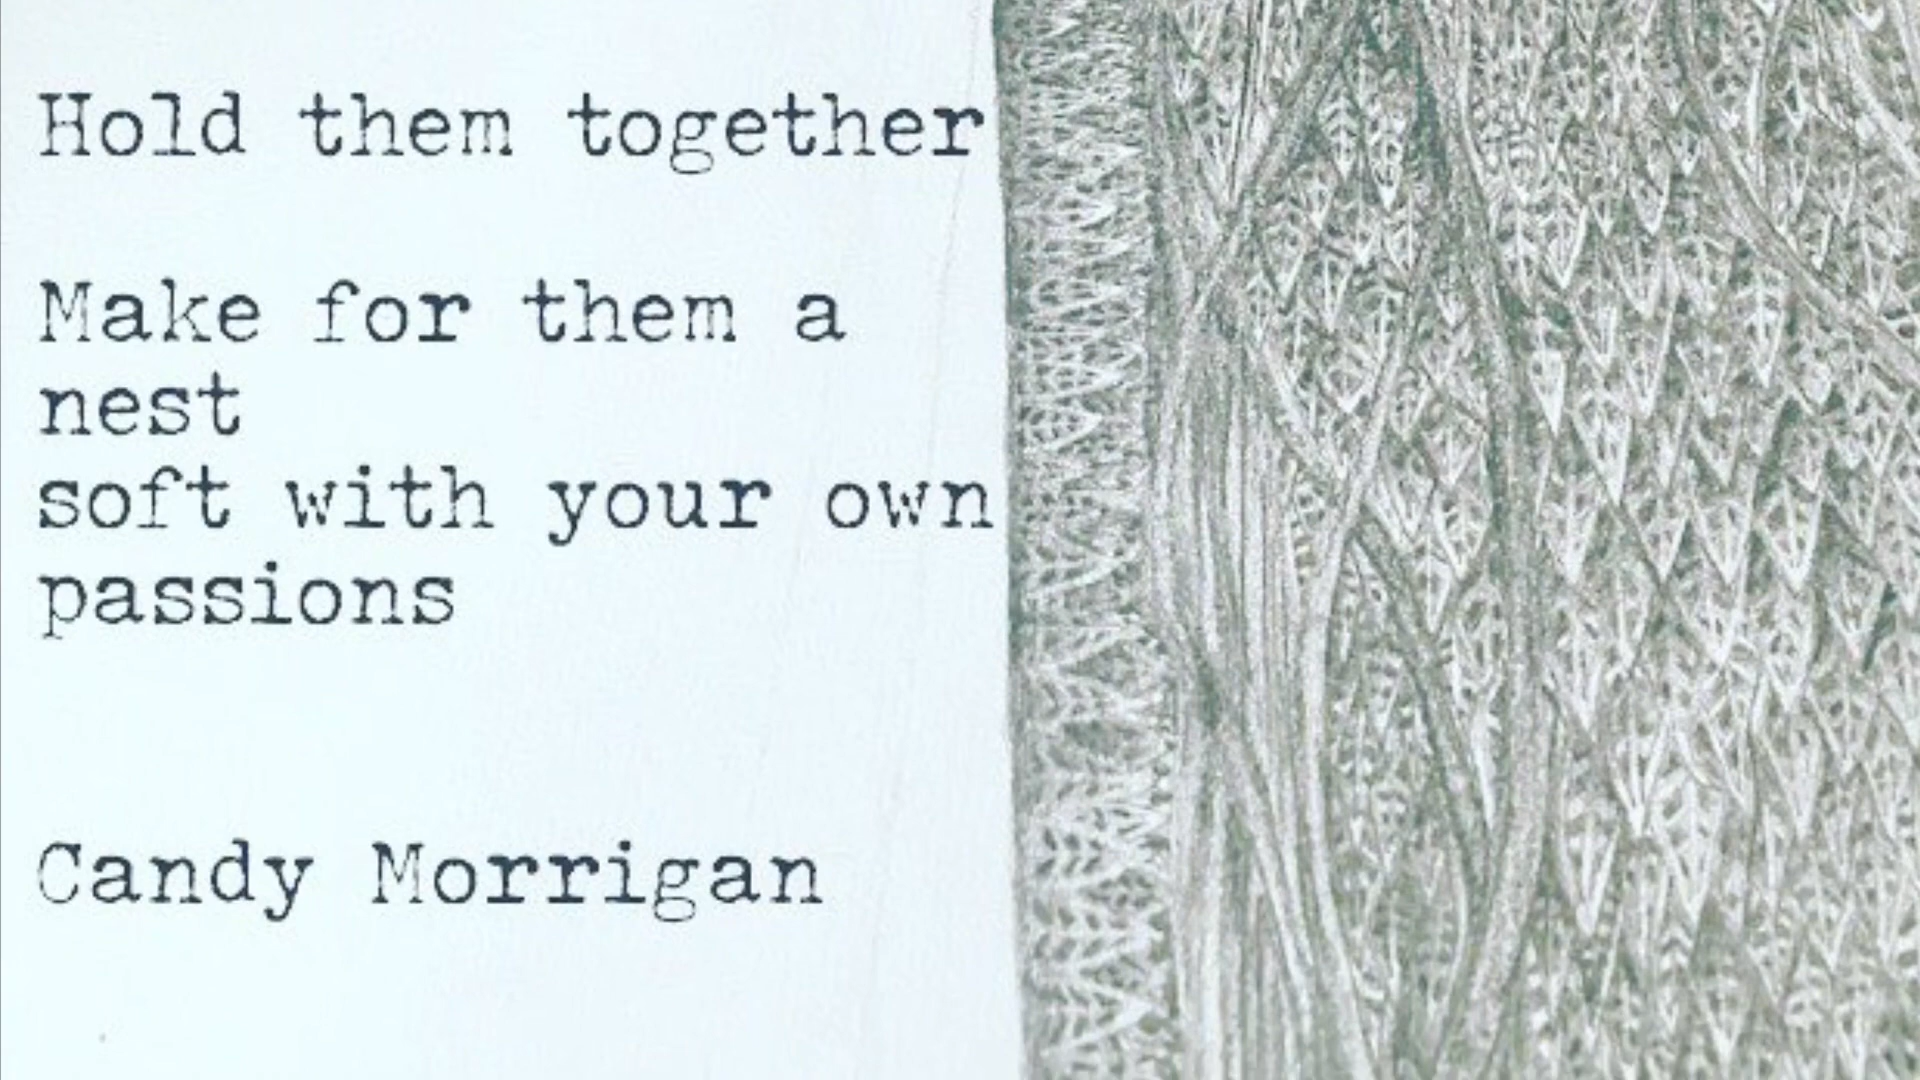 Hold them together
Make for them a
nest
soft with your own
passions
Candy Morrigan